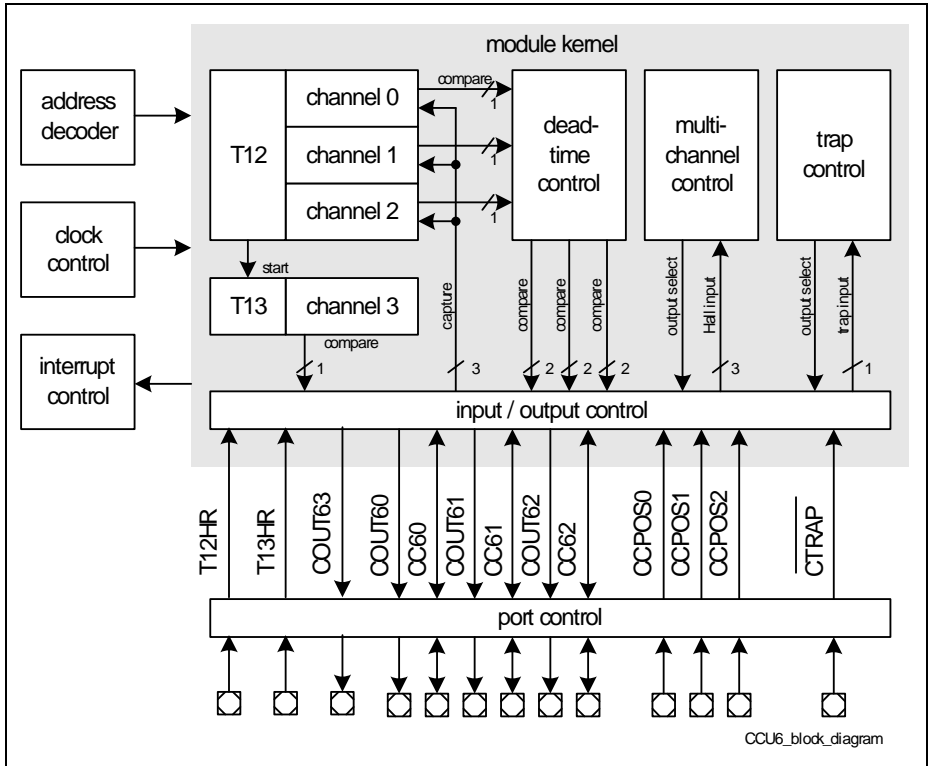 module kernel
address
decoder
clock
control
interrupt
control
T12
channel 0
channel 1
channel 2
compare
1
1
1
dead-
time
control
multi-
channel
control
trap
control
start
T13
channel 3
compare
1
capture
3
compare
2
compare
2
compare
2
output select
Hall input
3
output select
trap input
1
input / output control
T12HR
T13HR
COUT63
COUT60
CC60
COUT61
CC61
COUT62
CC62
CCPOS0
CCPOS1
CCPOS2
CTRAP
port control
CCU6_block_diagram